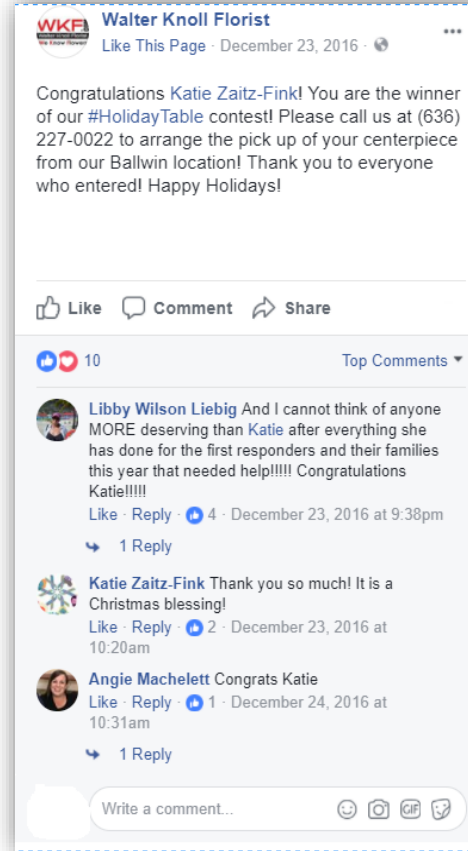 WKF
Walter Knoll Florist
We Know Flowers
Walter Knoll Florist
Like This Page · December 23, 2016 ·
Congratulations Katie Zaitz-Fink! You are the winner
of our #HolidayTable contest! Please call us at (636)
227-0022 to arrange the pick up of your centerpiece
from our Ballwin location! Thank you to everyone
who entered! Happy Holidays!
Like Comment Share
10 Top Comments
Libby Wilson Liebig And I cannot think of anyone
MORE deserving than Katie after everything she
has done for the first responders and their families
this year that needed help!!!!! Congratulations
Katie!!!!!
Like · Reply · 4 · December 23, 2016 at 9:38pm
1 Reply
Katie Zaitz-Fink Thank you so much! It is a
Christmas blessing!
Like · Reply · 2 · December 23, 2016 at
10:20am
Angie Machelett Congrats Katie
Like · Reply · 1 · December 24, 2016 at
10:31am
1 Reply
Write a comment... GIF